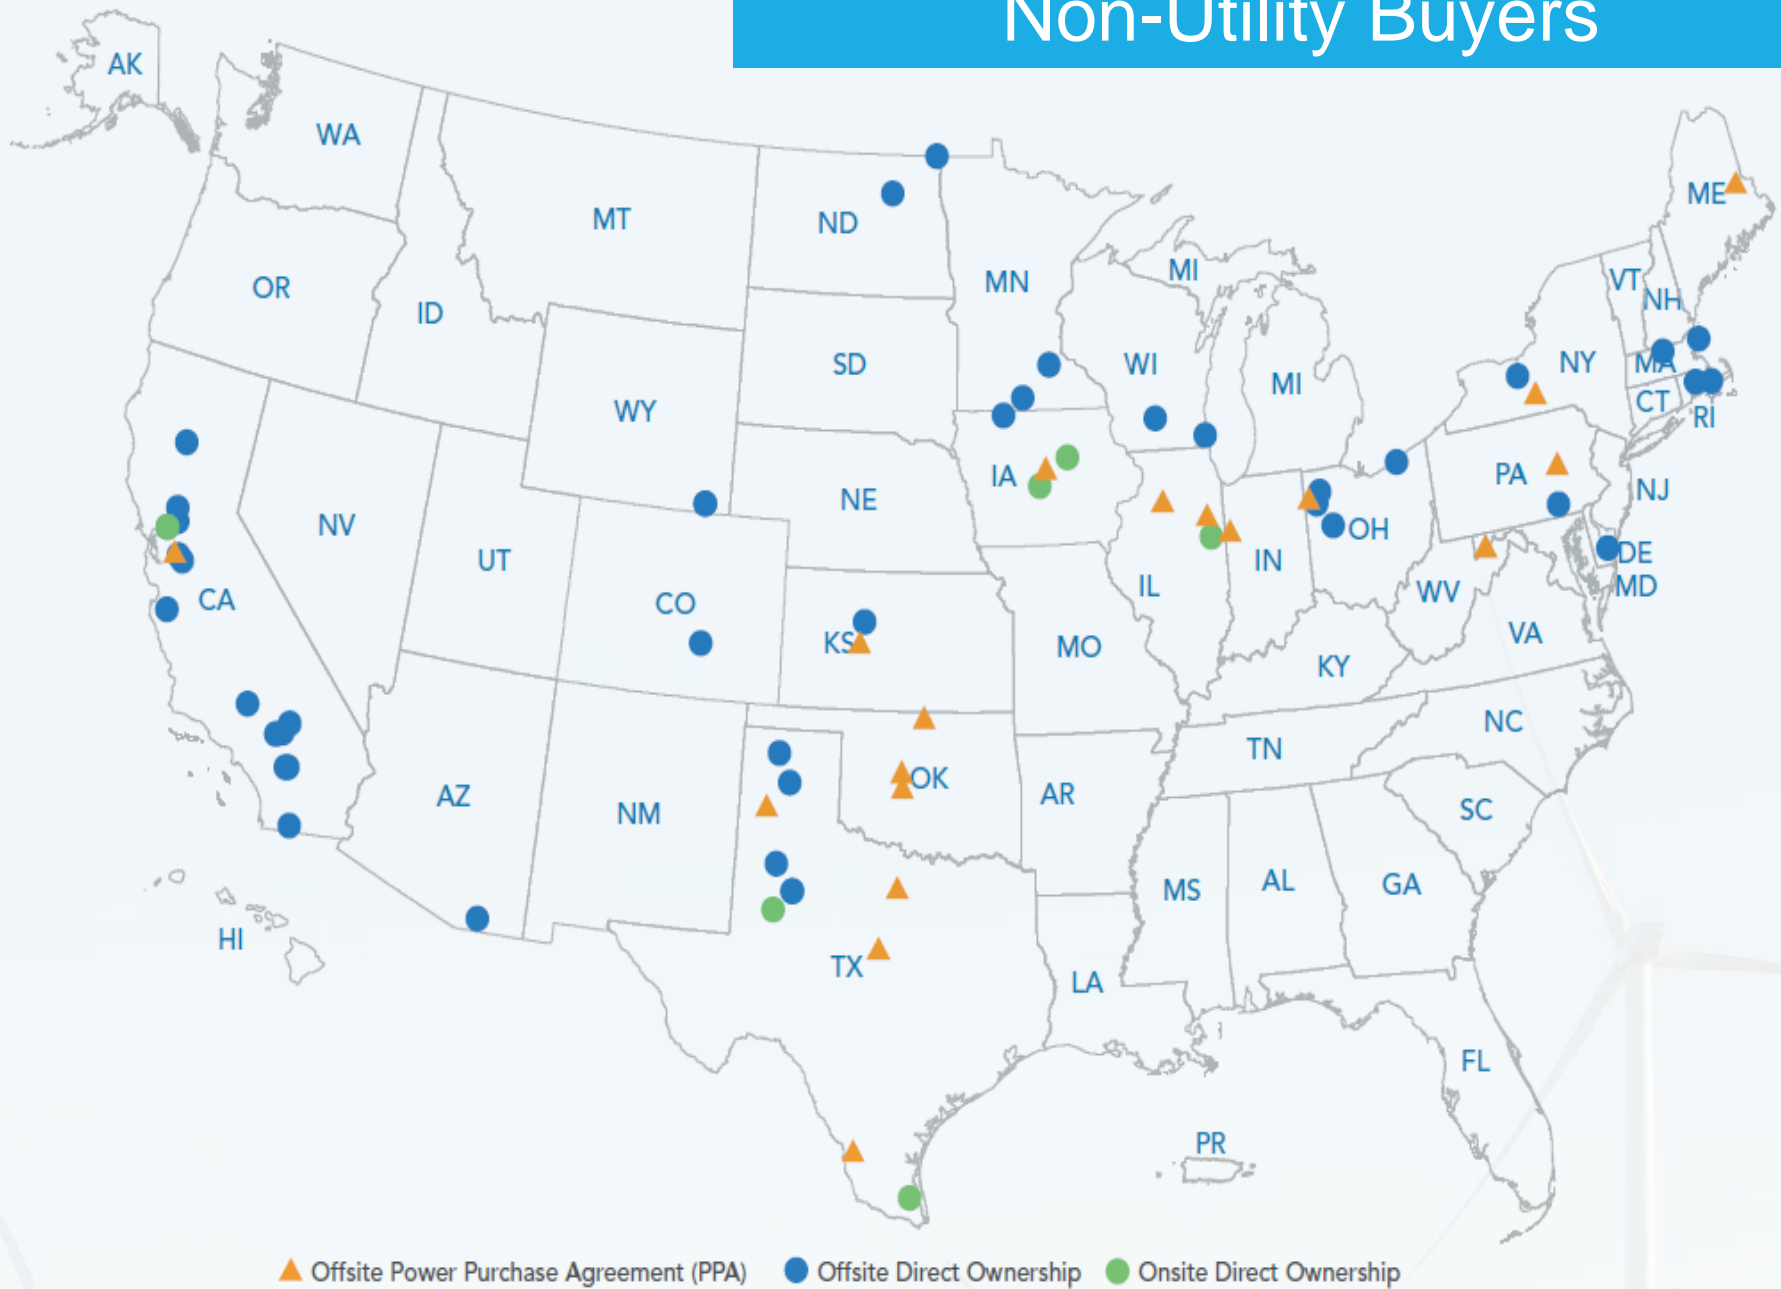 Non-Utility Buyers
AK
WA
MT
ND
MN
ME
OR
ID
MI
VT
NH
SD
WI
MI
NY
MA
WY
CT
RI
IA
PA
NJ
NE
NV
OH
UT
IN
DE
CA
CO
IL
WV
MD
KS
MO
VA
KY
NC
TN
AZ
NM
OK
AR
SC
MS
AL
GA
HI
TX
LA
FL
PR
Offsite Power Purchase Agreement (PPA) Offsite Direct Ownership Onsite Direct Ownership